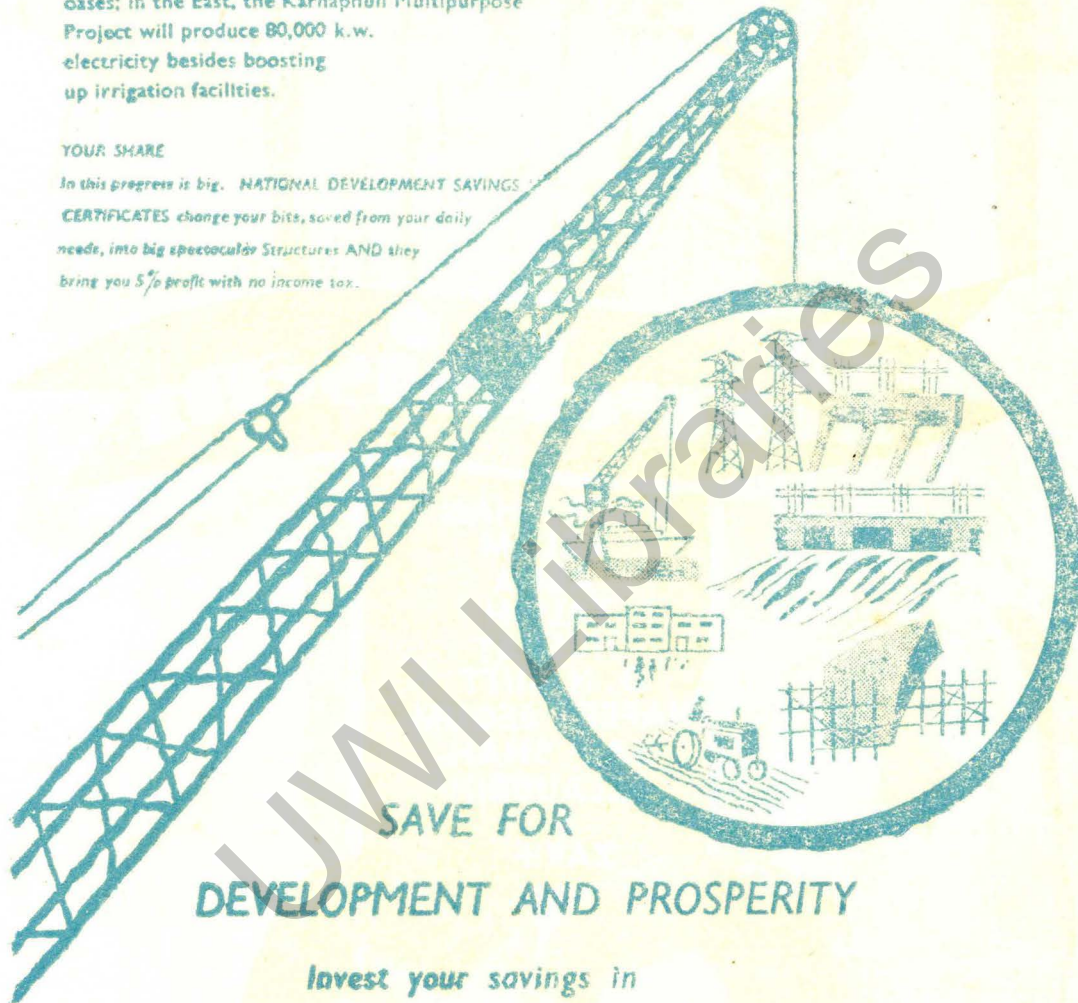 oases; in the East, the Karnaphuli Multipurpose
Project will produce 80,000 k.w.
electricity besides boosting
up irrigation facilities.
YOUR SHARE
In this progress is big. NATIONAL DEVELOPMENT SAVINGS
CERTIFICATES change your bits, saved from your daily
needs, into big spectacular Structures AND they
bring you 5% profit with no income tax.
UWI Libraries
SAVE FOR
DEVELOPMENT AND PROSPERITY
Invest your savings in